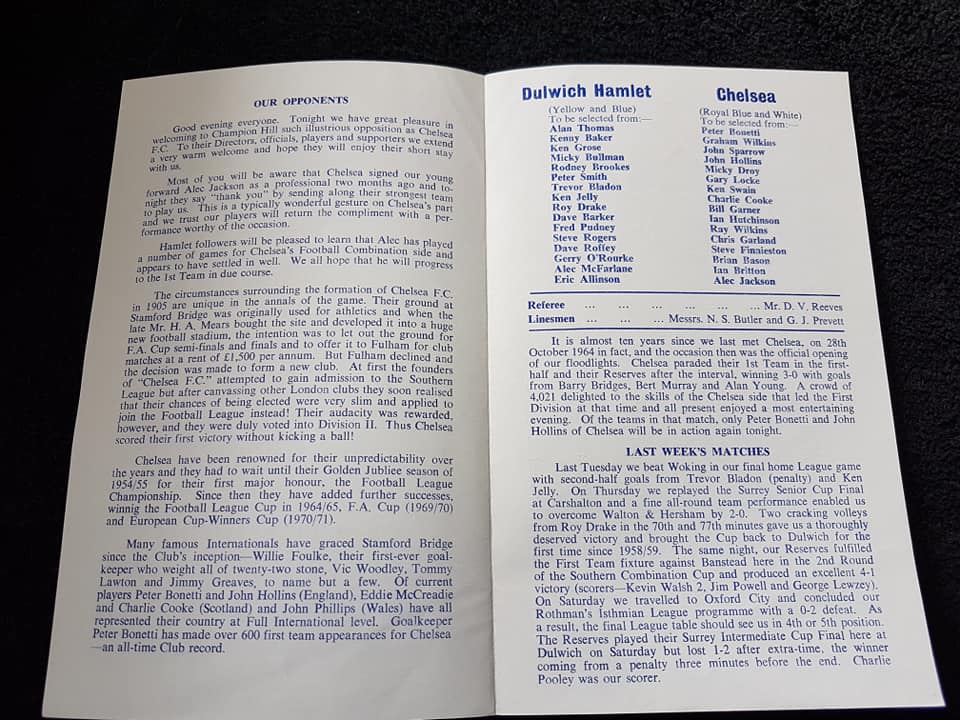 OUR OPPONENTS
Good evening everyone. Tonight we have great pleasure in
welcoming to Champion Hill such illustrious opposition as Chelsea
F.C. To their Directors, officials, players and supporters we extend
a very warm welcome and hope they will enjoy their short stay
with us.
Most of you will be aware that Chelsea signed our young
forward Alec Jackson as a professional two months ago and to-
night they say "thank you" by sending along their strongest team
to play us. This is a typically wonderful gesture on Chelsea's part
and we trust our players will return the compliment with a per-
formance worthy of the occasion.
Hamlet followers will be pleased to learn that Alec has played
a number of games for Chelsea's Football Combination side and
appears to have settled in well. We all hope that he will progress
to the 1st Team in due course.
The circumstances surrounding the formation of Chelsea F.C.
in 1905 are unique in the annals of the game. Their ground at
Stamford Bridge was originally used for athletics and when the
late Mr. H. A. Mears bought the site and developed it into a huge
new football stadium, the intention was to let out the ground for
F.A. Cup semi-finals and finals and to offer it to Fulham for club
matches at a rent of £1,500 per annum. But Fulham declined and
the decision was made to form a new club. At first the founders
of "Chelsea F.C." attempted to gain admission to the Southern
League but after canvassing other London clubs they soon realised
that their chances of being elected were very slim and applied to
join the Football League instead! Their audacity was rewarded,
however, and they were duly voted into Division II. Thus Chelsea
scored their first victory without kicking a ball!
Chelsea have been renowned for their unpredictability over
the years and they had to wait until their Golden Jubliee season of
1954/55 for their first major honour, the Football League
Championship. Since then they have added further successes,
winnig the Football League Cup in 1964/65, F.A. Cup (1969/70)
and European Cup-Winners Cup (1970/71).
Many famous Internationals have graced Stamford Bridge
since the Club's inception—Willie Foulke, their first-ever goal-
keeper who weight all of twenty-two stone, Vic Woodley, Tommy
Lawton and Jimmy Greaves, to name but a few. Of current
players Peter Bonetti and John Hollins (England), Eddie McCreadie
and Charlie Cooke (Scotland) and John Phillips (Wales) have all
represented their country at Full International level. Goalkeeper
Peter Bonetti has made over 600 first team appearances for Chelsea
—an all-time Club record.
Dulwich Hamlet
(Yellow and Blue)
To be selected from:—
Alan Thomas
Kenny Baker
Ken Grose
Micky Bullman
Rodney Brookes
Peter Smith
Trevor Bladon
Ken Jelly
Roy Drake
Dave Barker
Fred Pudney
Steve Rogers
Dave Roffey
Gerry O'Rourke
Alec McFarlane
Eric Allinson
Chelsea
(Royal Blue and White)
To be selected from:—
Peter Bonetti
Graham Wilkins
John Sparrow
John Hollins
Micky Droy
Gary Locke
Ken Swain
Charlie Cooke
Bill Garner
Ian Hutchinson
Ray Wilkins
Chris Garland
Steve Finnieston
Brian Bason
Ian Britton
Alec Jackson
Referee ... ... ... ... ... Mr. D. V. Reeves
Linesmen ... ... ... Messrs. N. S. Butler and G. J. Prevett
It is almost ten years since we last met Chelsea, on 28th
October 1964 in fact, and the occasion then was the official opening
of our floodlights. Chelsea paraded their 1st Team in the first-
half and their Reserves after the interval, winning 3-0 with goals
from Barry Bridges, Bert Murray and Alan Young. A crowd of
4,021 delighted to the skills of the Chelsea side that led the First
Division at that time and all present enjoyed a most entertaining
evening. Of the teams in that match, only Peter Bonetti and John
Hollins of Chelsea will be in action again tonight.
LAST WEEK'S MATCHES
Last Tuesday we beat Woking in our final home League game
with second-half goals from Trevor Bladon (penalty) and Ken
Jelly. On Thursday we replayed the Surrey Senior Cup Final
at Carshalton and a fine all-round team performance enabled us
to overcome Walton & Hersham by 2-0. Two cracking volleys
from Roy Drake in the 70th and 77th minutes gave us a thoroughly
deserved victory and brought the Cup back to Dulwich for the
first time since 1958/59. The same night, our Reserves fulfilled
the First Team fixture against Banstead here in the 2nd Round
of the Southern Combination Cup and produced an excellent 4-1
victory (scorers—Kevin Walsh 2, Jim Powell and George Lewzey).
On Saturday we travelled to Oxford City and concluded our
Rothman's Isthmian League programme with a 0-2 defeat. As
a result, the final League table should see us in 4th or 5th position.
The Reserves played their Surrey Intermediate Cup Final here at
Dulwich on Saturday but lost 1-2 after extra-time, the winner
coming from a penalty three minutes before the end. Charlie
Pooley was our scorer.